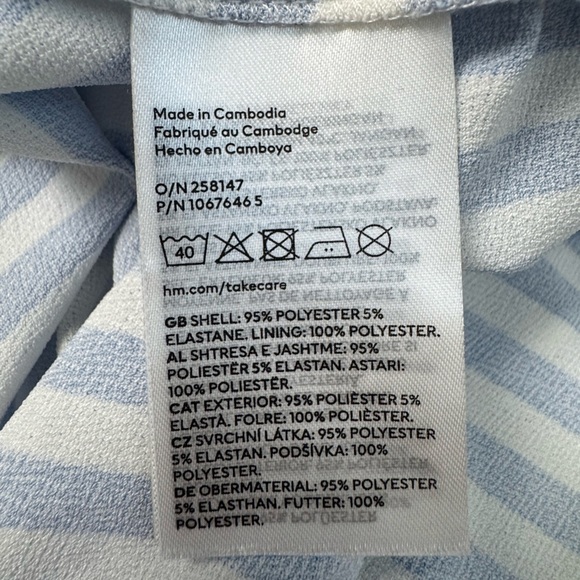 Made in Cambodia
Fabriqué au Cambodge
Hecho en Camboya
O/N 258147
P/N 1067646 5
40
hm.com/takecare
GB SHELL: 95% POLYESTER 5%
ELASTANE. LINING: 100% POLYESTER.
AL SHTRESA E JASHTME: 95%
POLIESTËR 5% ELASTAN. ASTARI:
100% POLIESTËR.
CAT EXTERIOR: 95% POLIÈSTER 5%
ELASTÀ. FOLRE: 100% POLIÈSTER.
CZ SVRCHNÍ LÁTKA: 95% POLYESTER
5% ELASTAN. PODŠÍVKA: 100%
POLYESTER.
DE OBERMATERIAL: 95% POLYESTER
5% ELASTHAN. FUTTER: 100%
POLYESTER.